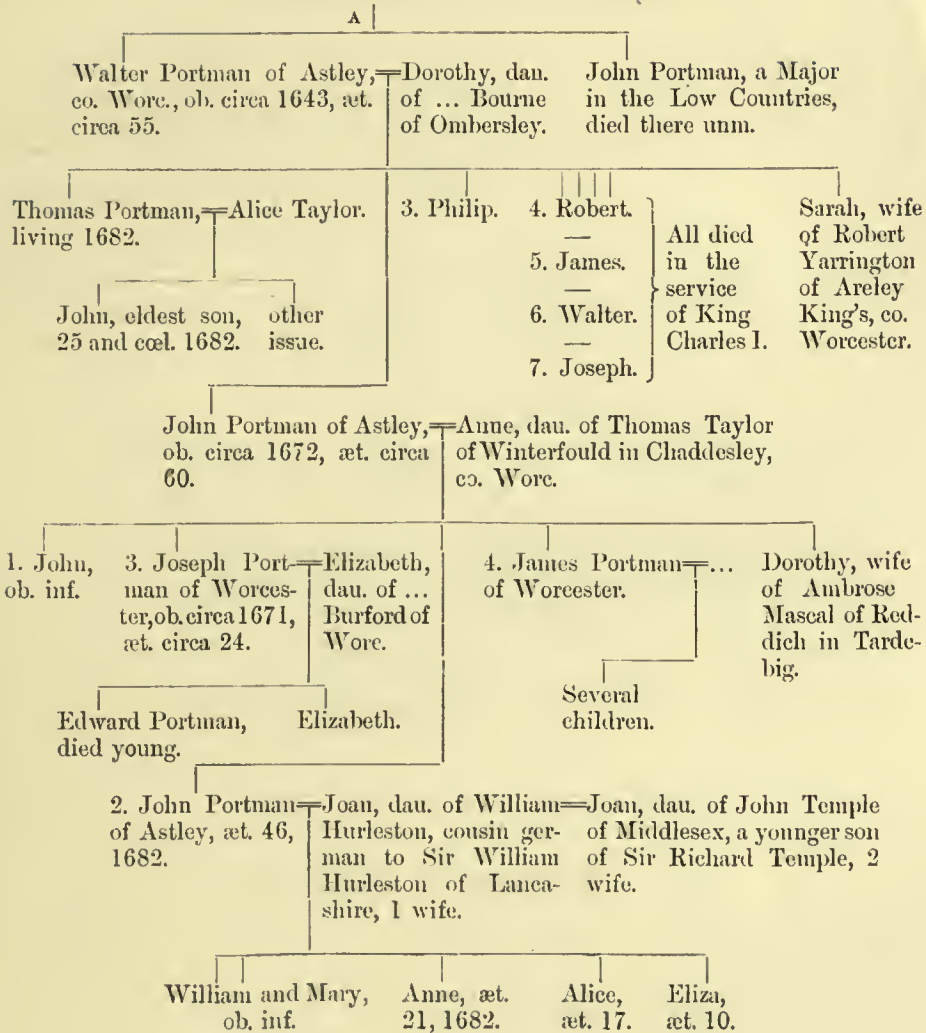 A
Walter Portman of Astley,
co. Worc., ob. circa 1643, æt.
circa 55.
Dorothy, dau.
of ... Bourne
of Ombersley.
John Portman, a Major
in the Low Countries,
died there unm.
Thomas Portman,
living 1682.
Alice Taylor.
3. Philip.
4. Robert.
—
5. James.
—
6. Walter.
—
7. Joseph.
All died
in the
service
of King
Charles I.
Sarah, wife
of Robert
Yarrington
of Areley
King's, co.
Worcester.
John, eldest son,
25 and cœl. 1682.
other
issue.
John Portman of Astley,
ob. circa 1672, æt. circa
60.
Anne, dau. of Thomas Taylor
of Winterfould in Chaddesley,
co. Worc.
1. John,
ob. inf.
3. Joseph Port-
man of Worces-
ter, ob. circa 1671,
æt. circa 24.
Elizabeth,
dau. of ...
Burford of
Worc.
4. James Portman
of Worcester.
...
Dorothy, wife
of Ambrose
Mascal of Red-
dich in Tarde-
big.
Edward Portman,
died young.
Elizabeth.
Several
children.
2. John Portman
of Astley, æt. 46,
1682.
Joan, dau. of William
Hurleston, cousin ger-
man to Sir William
Hurleston of Lanca-
shire, 1 wife.
Joan, dau. of John Temple
of Middlesex, a younger son
of Sir Richard Temple, 2
wife.
William and Mary,
ob. inf.
Anne, æt.
21, 1682.
Alice,
æt. 17.
Eliza,
æt. 10.